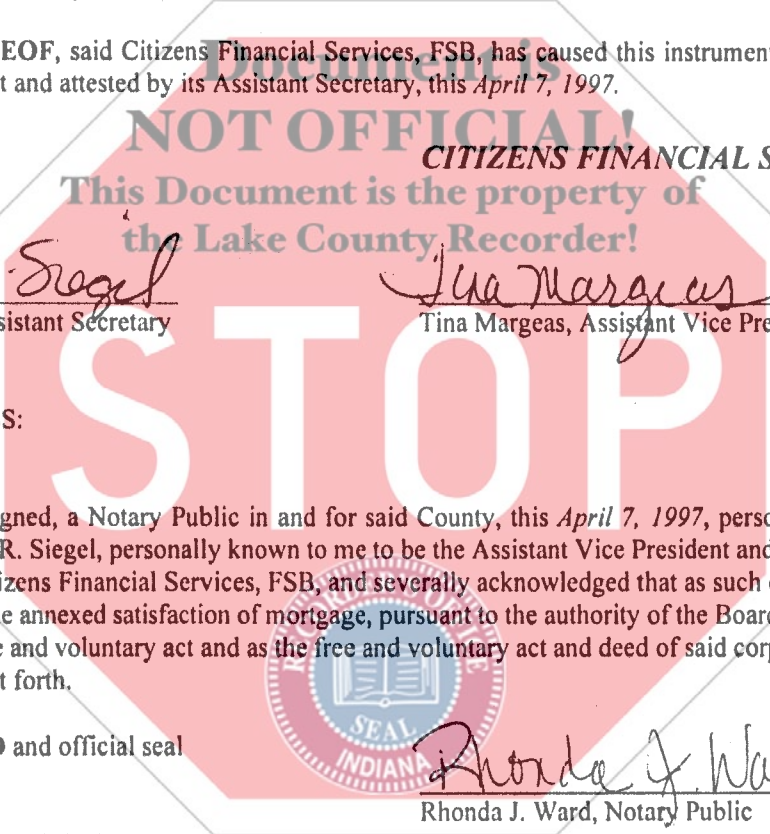 EOF, said Citizens Financial Services, FSB, has caused this instrument
t and attested by its Assistant Secretary, this April 7, 1997.
Document is
NOT OFFICIAL!
This Document is the property of
the Lake County Recorder!
CITIZENS FINANCIAL S
Siegel
Tina Margeas
sistant Secretary
Tina Margeas, Assistant Vice Pre
STOP
S:
gned, a Notary Public in and for said County, this April 7, 1997, perso
R. Siegel, personally known to me to be the Assistant Vice President and
izens Financial Services, FSB, and severally acknowledged that as such
e annexed satisfaction of mortgage, pursuant to the authority of the Board
e and voluntary act and as the free and voluntary act and deed of said corp
t forth.
RECORDER'S OFFICE
SEAL
INDIANA
and official seal
Rhonda J. Wa
Rhonda J. Ward, Notary Public